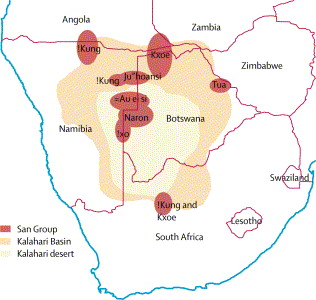 Angola
Zambia
!Kung
Kxoe
Zimbabwe
Ju"hoansi
!Kung
Tua
=Au ei si
Naron
Botswana
Namibia
!xo
Swaziland
!Kung and
Kxoe
Lesotho
South Africa
San Group
Kalahari Basin
Kalahari desert